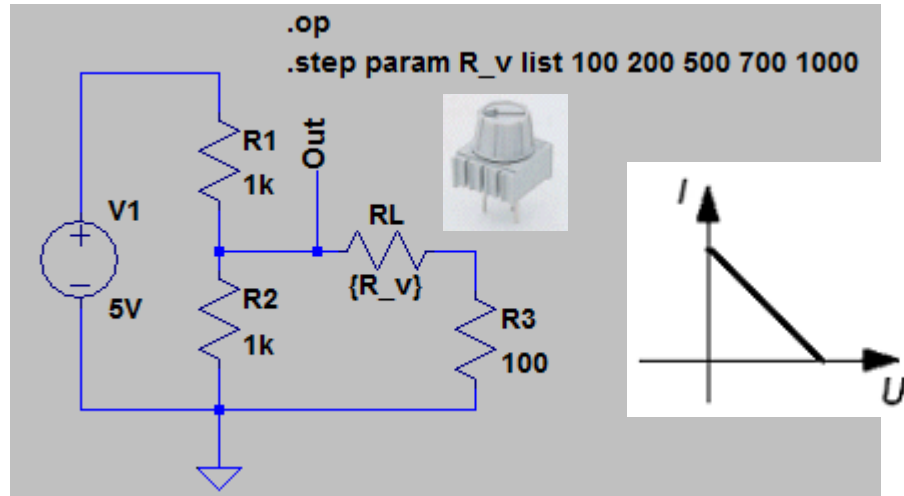 .op
.step param R_v list 100 200 500 700 1000
R1
1k
Out
V1
5V
RL
{R_v}
R2
1k
R3
100
I
U